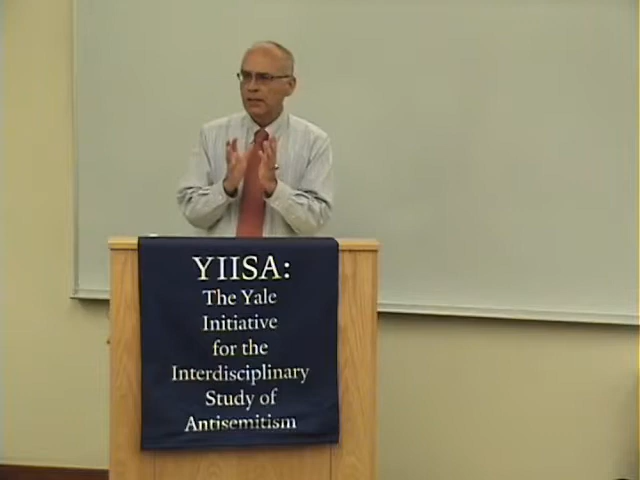 YIISA:
The Yale
Initiative
for the
Interdisciplinary
Study of
Antisemitism